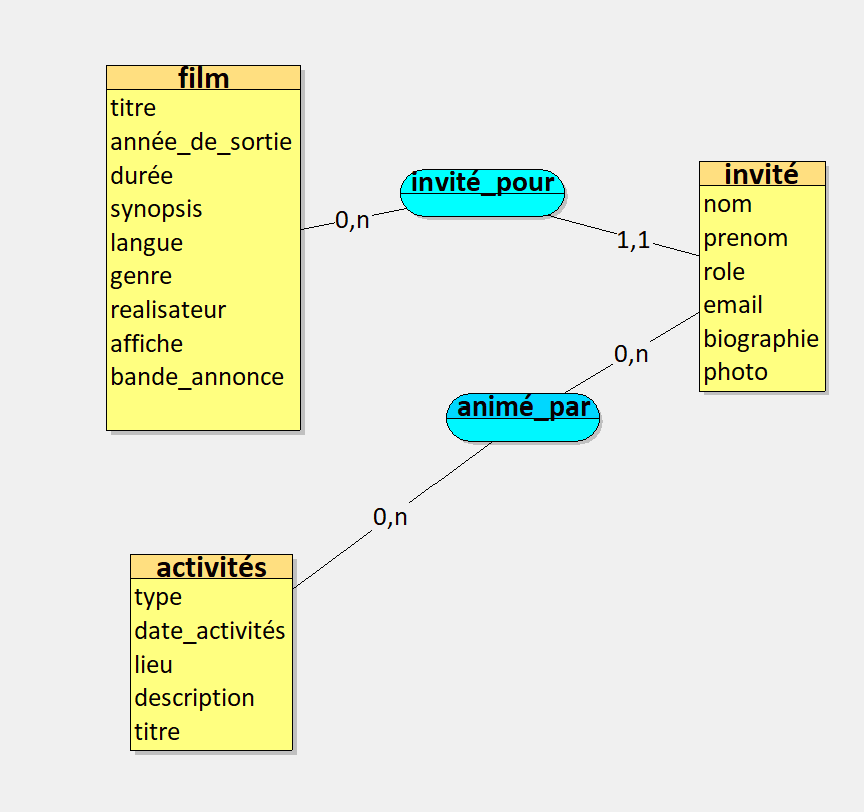 film
titre
année_de_sortie
durée
synopsis
langue
genre
realisateur
affiche
bande_annonce
invité_pour
0,n
1,1
invité
nom
prenom
role
email
biographie
photo
0,n
animé_par
0,n
activités
type
date_activités
lieu
description
titre